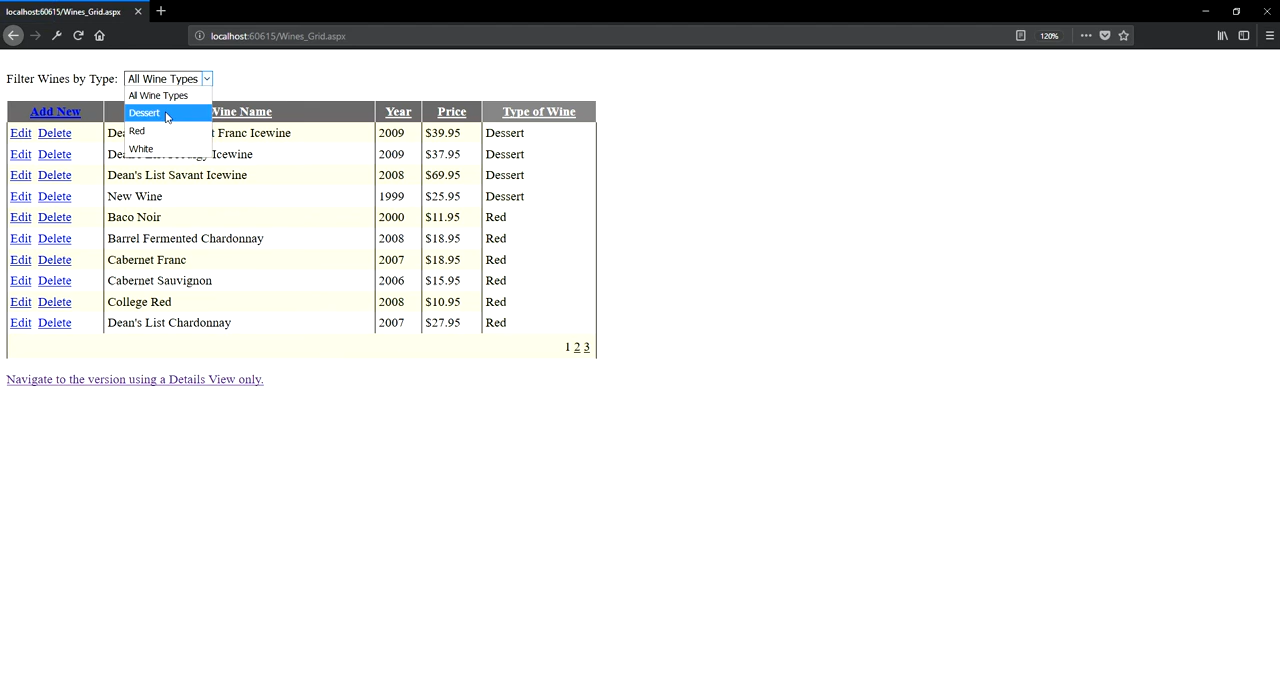 localhost:60615/Wines_Grid.aspx
localhost:60615/Wines_Grid.aspx 120%
Filter Wines by Type: All Wine Types
All Wine Types
Dessert
Red
White
Add New Wine Name Year Price Type of Wine
Edit Delete Franc Icewine 2009 $39.95 Dessert
Edit Delete Icewine 2009 $37.95 Dessert
Edit Delete Dean's List Savant Icewine 2008 $69.95 Dessert
Edit Delete New Wine 1999 $25.95 Dessert
Edit Delete Baco Noir 2000 $11.95 Red
Edit Delete Barrel Fermented Chardonnay 2008 $18.95 Red
Edit Delete Cabernet Franc 2007 $18.95 Red
Edit Delete Cabernet Sauvignon 2006 $15.95 Red
Edit Delete College Red 2008 $10.95 Red
Edit Delete Dean's List Chardonnay 2007 $27.95 Red
1 2 3
Navigate to the version using a Details View only.